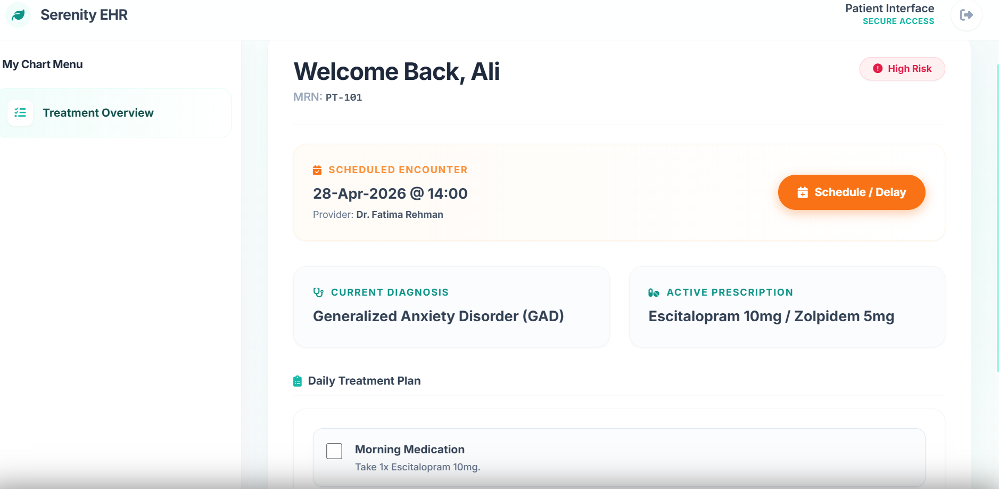 Serenity EHR
Patient Interface
SECURE ACCESS
My Chart Menu
Treatment Overview
Welcome Back, Ali
High Risk
MRN: PT-101
SCHEDULED ENCOUNTER
28-Apr-2026 @ 14:00
Provider: Dr. Fatima Rehman
Schedule / Delay
CURRENT DIAGNOSIS
Generalized Anxiety Disorder (GAD)
ACTIVE PRESCRIPTION
Escitalopram 10mg / Zolpidem 5mg
Daily Treatment Plan
Morning Medication
Take 1x Escitalopram 10mg.